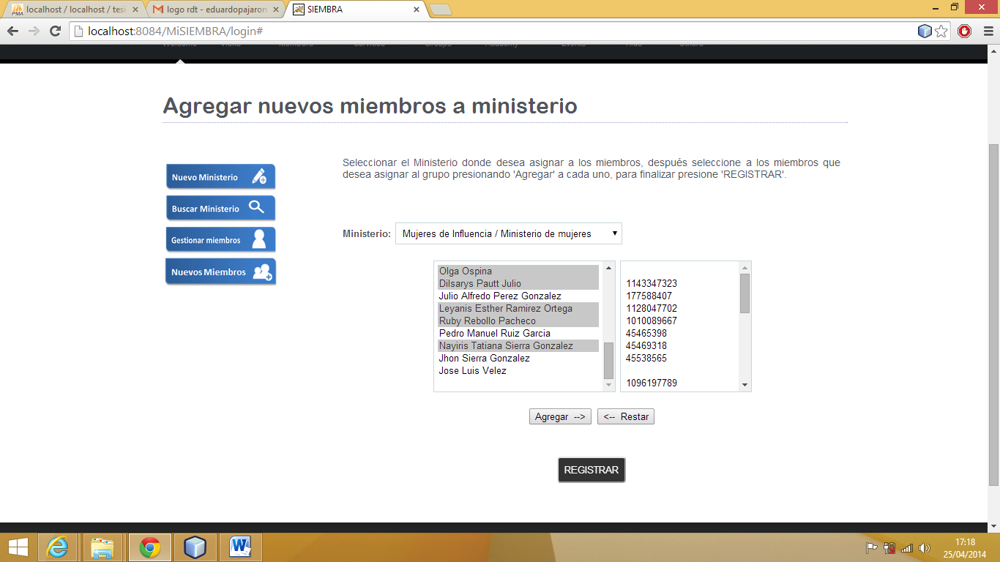 localhost / localhost / tesi
logo rdt - eduardopajaron
SIEMBRA
localhost:8084/MiSIEMBRA/login#
Agregar nuevos miembros a ministerio
Nuevo Ministerio
Buscar Ministerio
Gestionar miembros
Nuevos Miembros
Seleccionar el Ministerio donde desea asignar a los miembros, después seleccione a los miembros que
desea asignar al grupo presionando 'Agregar' a cada uno, para finalizar presione 'REGISTRAR'.
Ministerio: Mujeres de Influencia / Ministerio de mujeres
Olga Ospina
Dilsarys Pautt Julio
Julio Alfredo Perez Gonzalez
Leyanis Esther Ramirez Ortega
Ruby Rebollo Pacheco
Pedro Manuel Ruiz Garcia
Nayiris Tatiana Sierra Gonzalez
Jhon Sierra Gonzalez
Jose Luis Velez
1143347323
177588407
1128047702
1010089667
45465398
45469318
45538565
1096197789
Agregar --> <-- Restar
REGISTRAR
17:18
25/04/2014